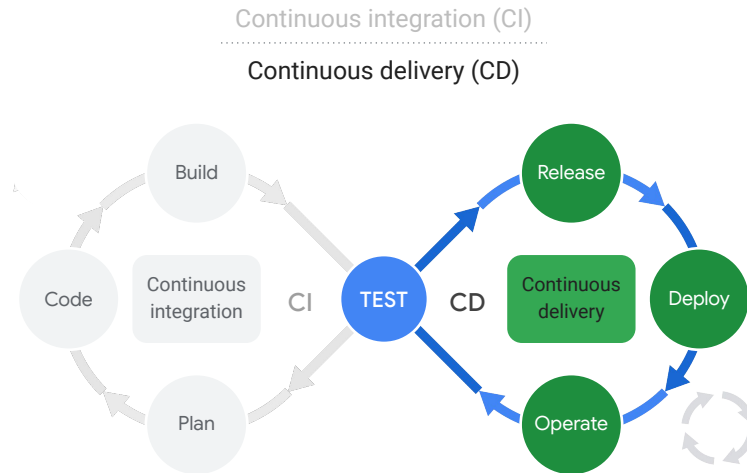 Continuous integration (CI)
Continuous delivery (CD)
Build
Release
Code
Continuous
integration
CI
TEST
CD
Continuous
delivery
Deploy
Plan
Operate